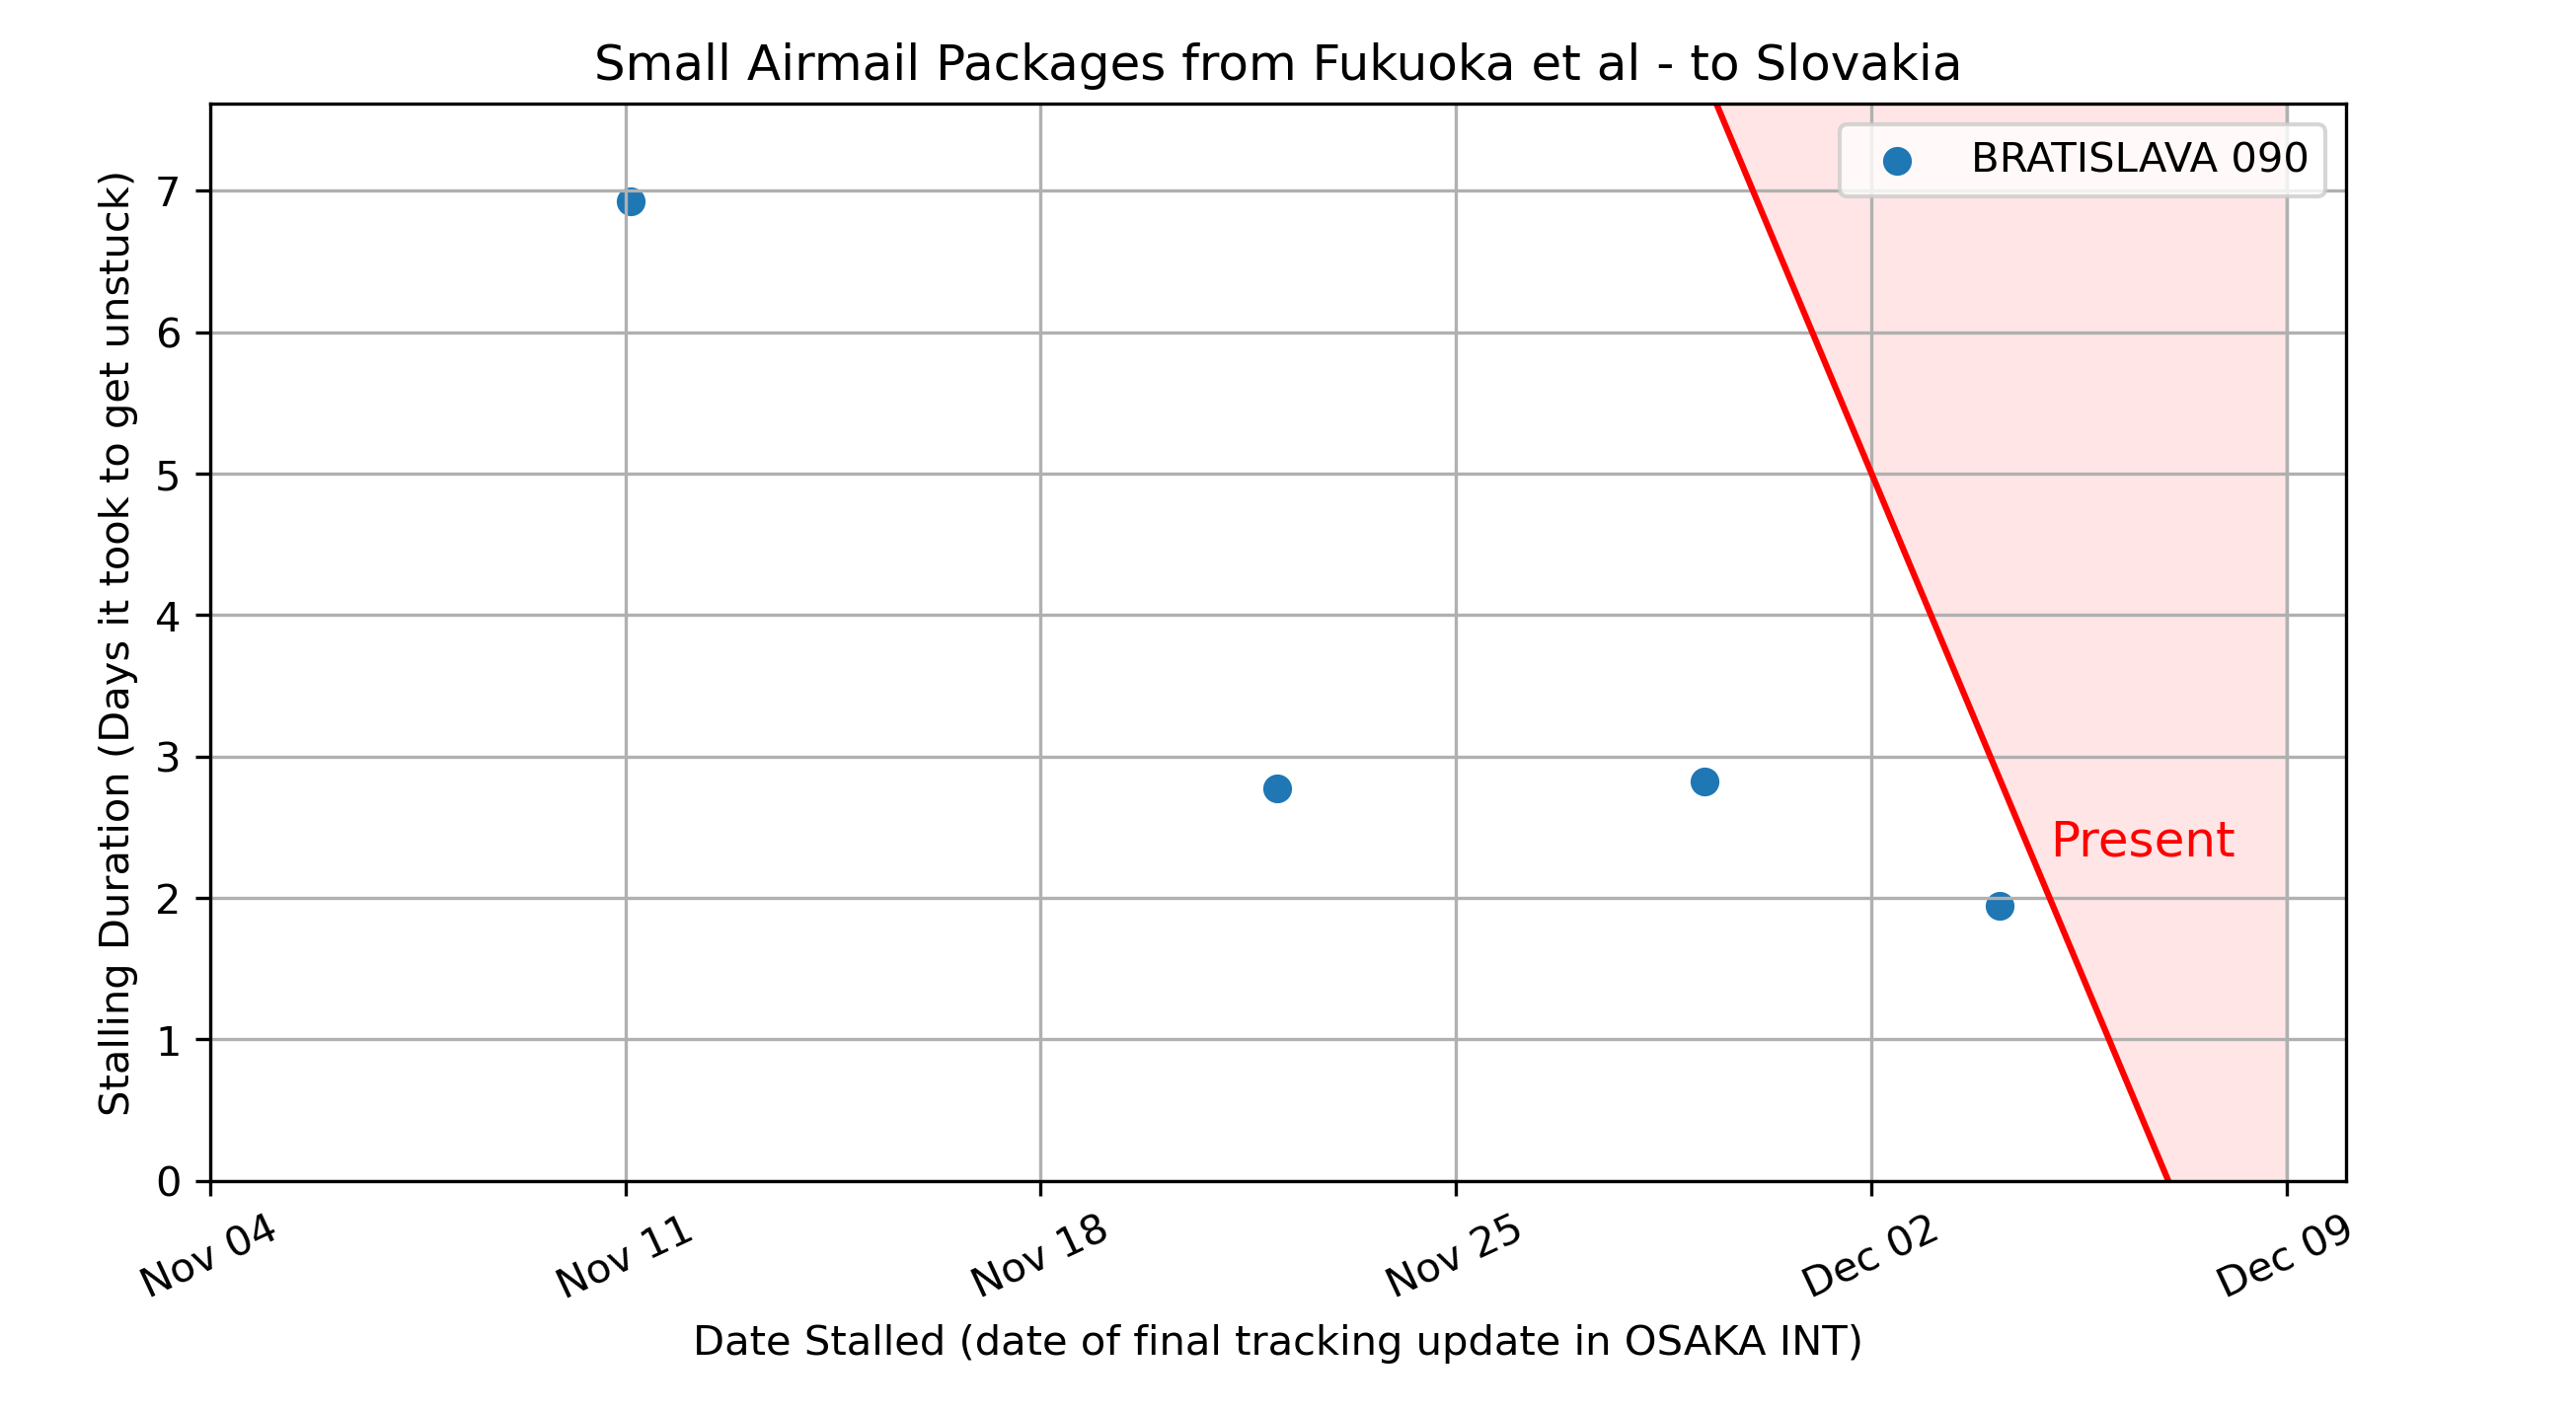 Small Airmail Packages from Fukuoka et al - to Slovakia
BRATISLAVA 090
Stalling Duration (Days it took to get unstuck)
7
6
5
4
3
2
1
0
Present
Nov 04
Nov 11
Nov 18
Nov 25
Dec 02
Dec 09
Date Stalled (date of final tracking update in OSAKA INT)